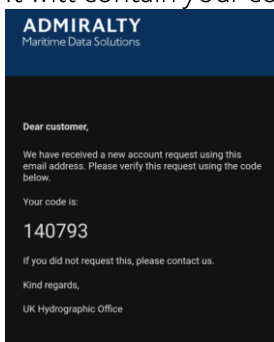 It will contain your co
ADMIRALTY
Maritime Data Solutions
Dear customer,
We have received a new account request using this
email address. Please verify this request using the code
below.
Your code is:
140793
If you did not request this, please contact us.
Kind regards,
UK Hydrographic Office